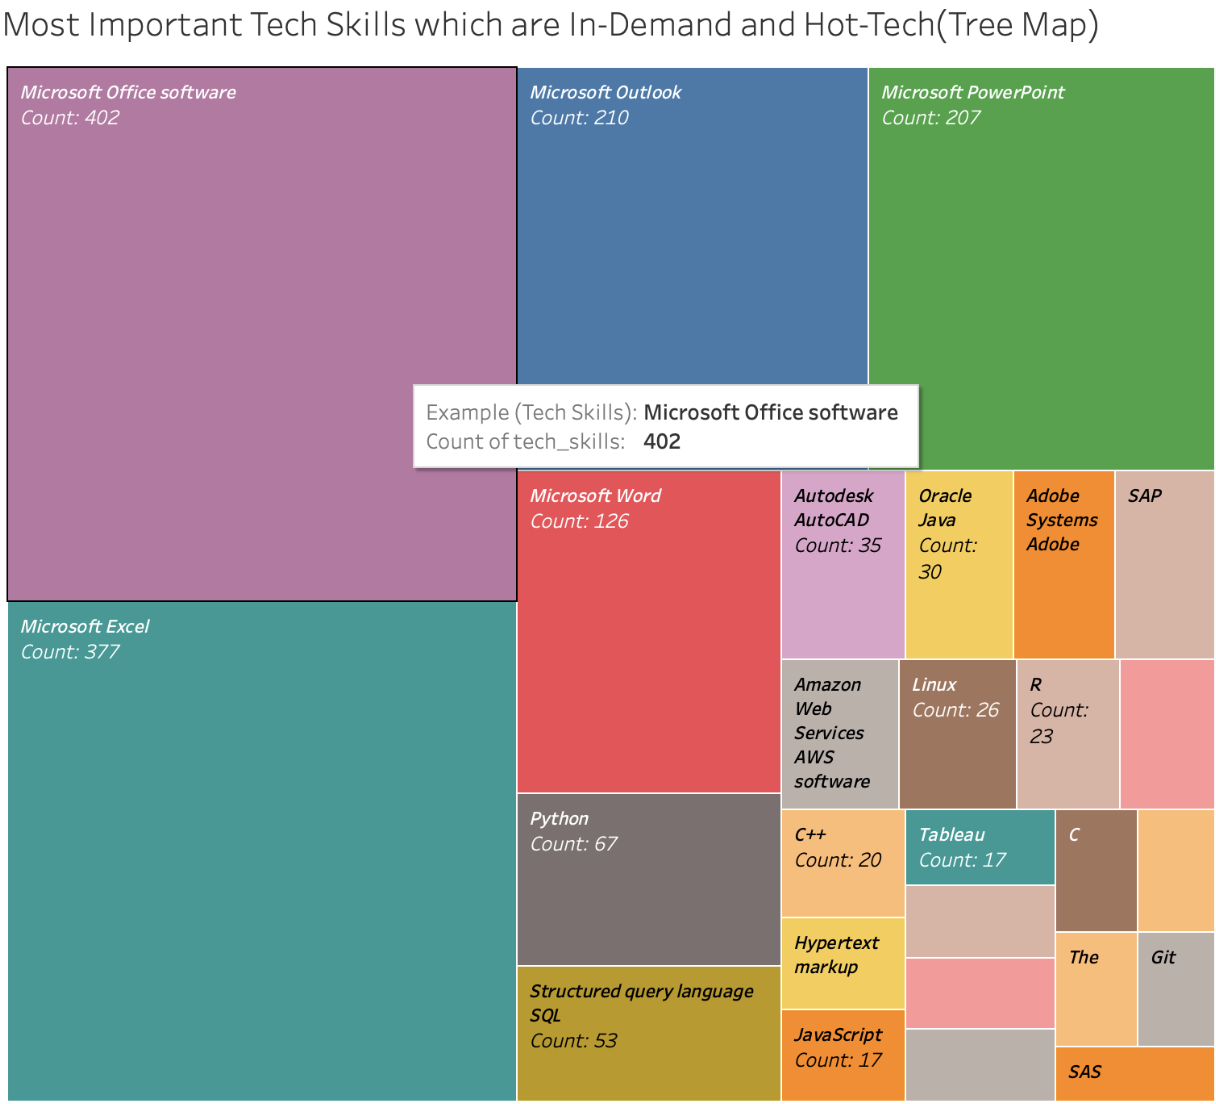 Most Important Tech Skills which are In-Demand and Hot-Tech(Tree Map)
Microsoft Office software
Count: 402
Microsoft Outlook
Count: 210
Microsoft PowerPoint
Count: 207
Example (Tech Skills): Microsoft Office software
Count of tech_skills: 402
Microsoft Excel
Count: 377
Microsoft Word
Count: 126
Autodesk
AutoCAD
Count: 35
Oracle
Java
Count:
30
Adobe
Systems
Adobe
SAP
Amazon
Web
Services
AWS
software
Linux
Count: 26
R
Count:
23
Python
Count: 67
C++
Count: 20
Tableau
Count: 17
C
Hypertext
markup
The
Git
Structured query language
SQL
Count: 53
JavaScript
Count: 17
SAS